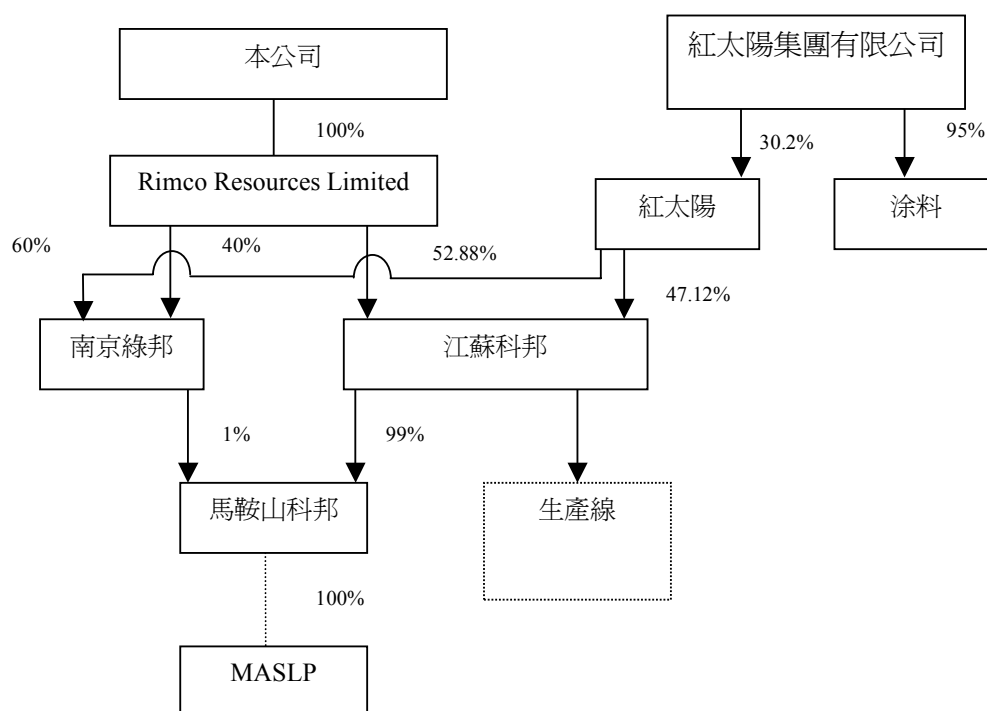 本公司
紅太陽集團有限公司
100%
30.2%
95%
Rimco Resources Limited
紅太陽
涂料
60%
40%
52.88%
47.12%
南京綠邦
江蘇科邦
1%
99%
馬鞍山科邦
生產線
100%
MASLP